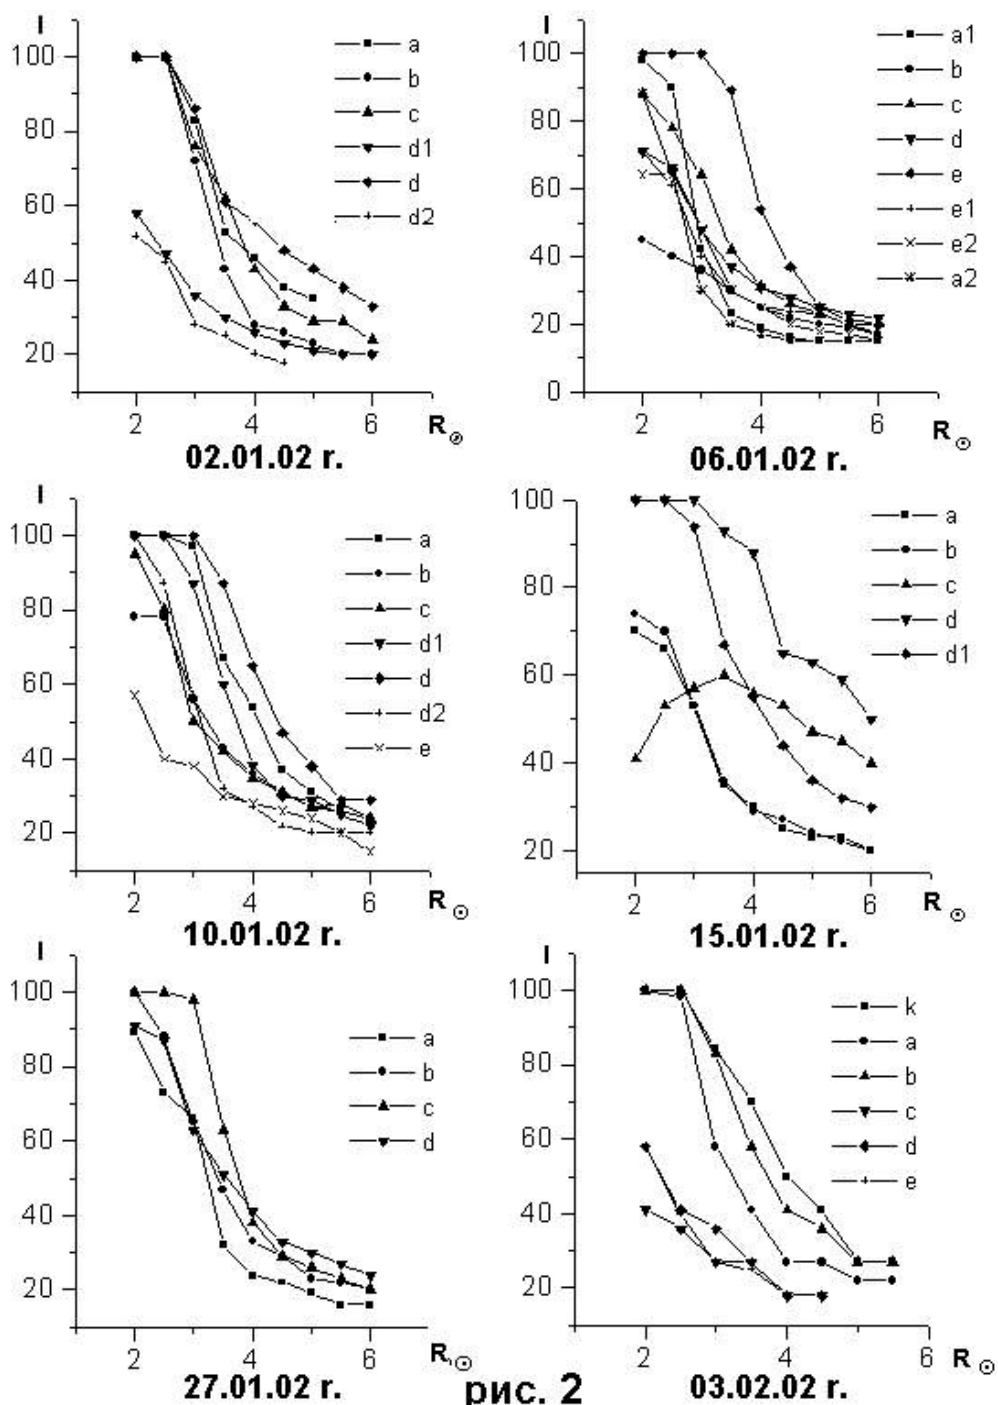 I
100
80
60
40
20
2 4 6
R⊙
a
b
c
d1
d
d2
02.01.02 г.
I
100
80
60
40
20
0
2 4 6
R⊙
a1
b
c
d
e
e1
e2
a2
06.01.02 г.
I
100
80
60
40
20
2 4 6
R⊙
a
b
c
d1
d
d2
e
10.01.02 г.
100
80
60
40
20
2 4 6
R⊙
a
b
c
d
d1
15.01.02 г.
I
100
80
60
40
20
2 4 6
R⊙
a
b
c
d
27.01.02 г.
I
100
80
60
40
20
2 4 6
R⊙
k
a
b
c
d
e
03.02.02 г.
рис. 2